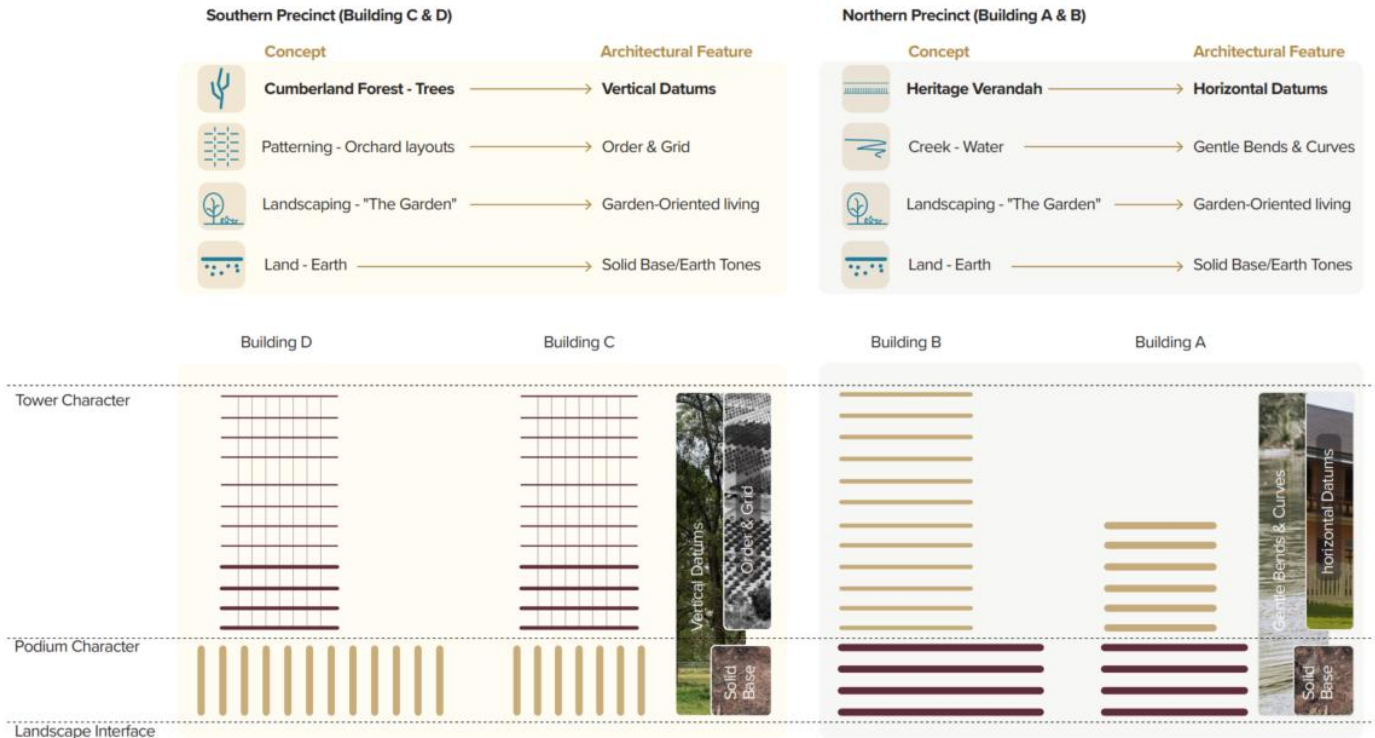 Southern Precinct (Building C & D)
Concept Architectural Feature
Cumberland Forest - Trees Vertical Datums
Patterning - Orchard layouts Order & Grid
Landscaping - "The Garden" Garden-Oriented living
Land - Earth Solid Base/Earth Tones
Northern Precinct (Building A & B)
Concept Architectural Feature
Heritage Verandah Horizontal Datums
Creek - Water Gentle Bends & Curves
Landscaping - "The Garden" Garden-Oriented living
Land - Earth Solid Base/Earth Tones
Building D Building C Building B Building A
Tower Character
Vertical Datums
Order & Grid
Gentle Bends & Curves
horizontal Datums
Podium Character
Solid
Base
Solid
Base
Landscape Interface